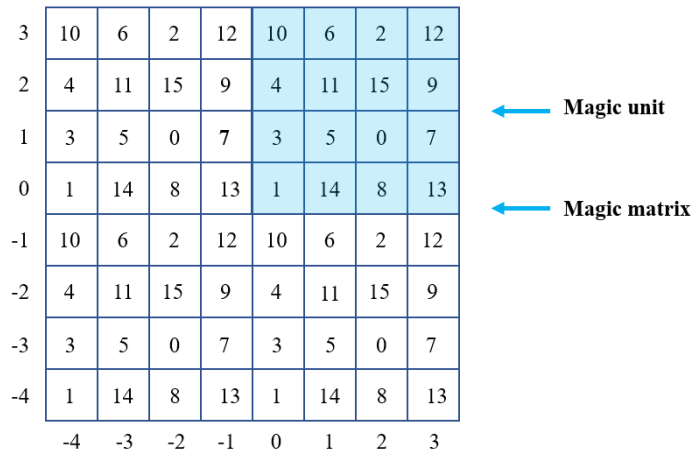 3 10 6 2 12 10 6 2 12
2 4 11 15 9 4 11 15 9
Magic unit
1 3 5 0 7 3 5 0 7
0 1 14 8 13 1 14 8 13
Magic matrix
-1 10 6 2 12 10 6 2 12
-2 4 11 15 9 4 11 15 9
-3 3 5 0 7 3 5 0 7
-4 1 14 8 13 1 14 8 13
-4 -3 -2 -1 0 1 2 3